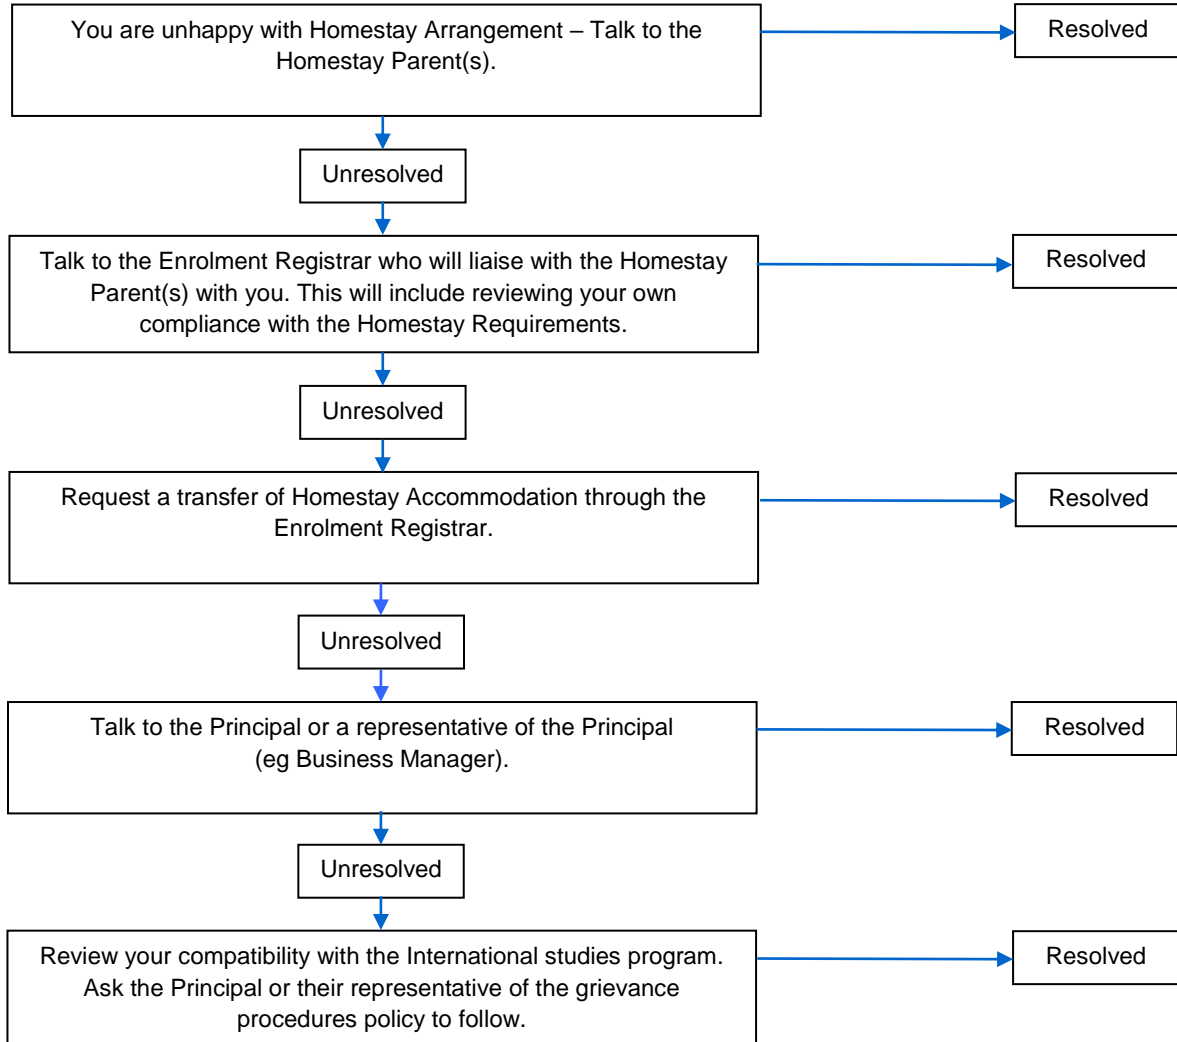 You are unhappy with Homestay Arrangement – Talk to the
Homestay Parent(s).
Resolved
Unresolved
Talk to the Enrolment Registrar who will liaise with the Homestay
Parent(s) with you. This will include reviewing your own
compliance with the Homestay Requirements.
Resolved
Unresolved
Request a transfer of Homestay Accommodation through the
Enrolment Registrar.
Resolved
Unresolved
Talk to the Principal or a representative of the Principal
(eg Business Manager).
Resolved
Unresolved
Review your compatibility with the International studies program.
Ask the Principal or their representative of the grievance
procedures policy to follow.
Resolved